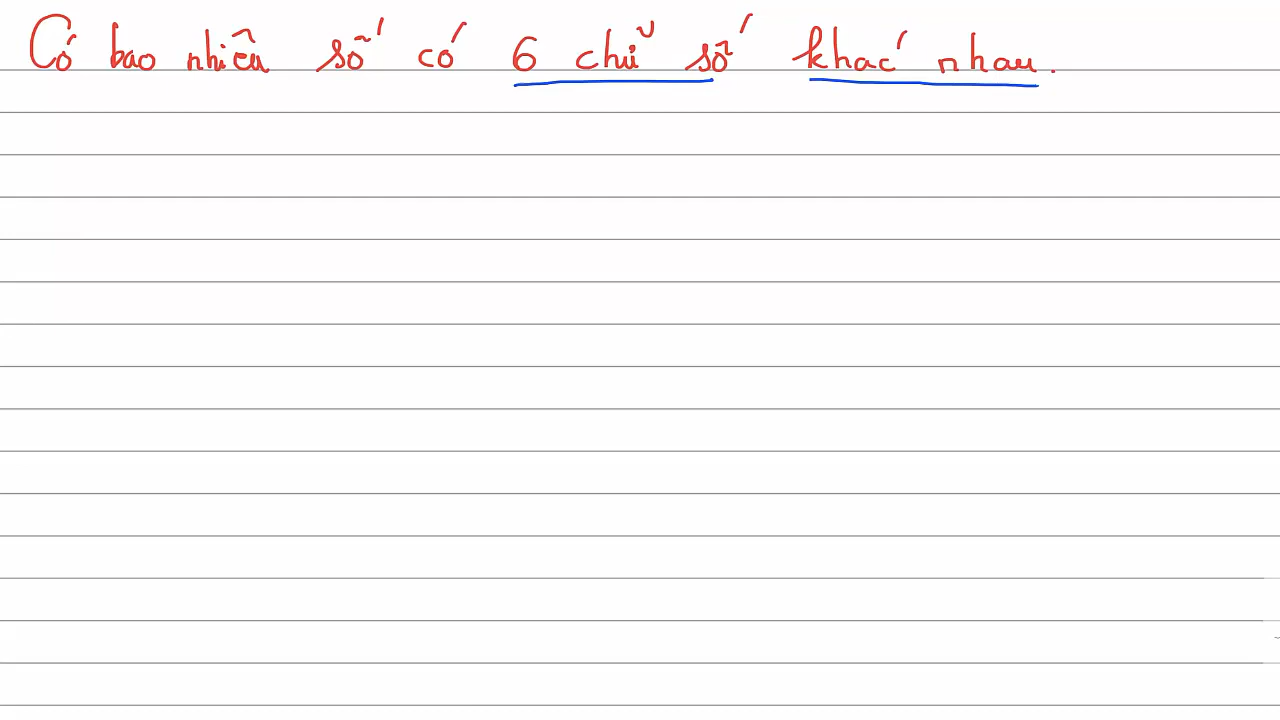 Có bao nhiêu số có 6 chữ số khác nhau.